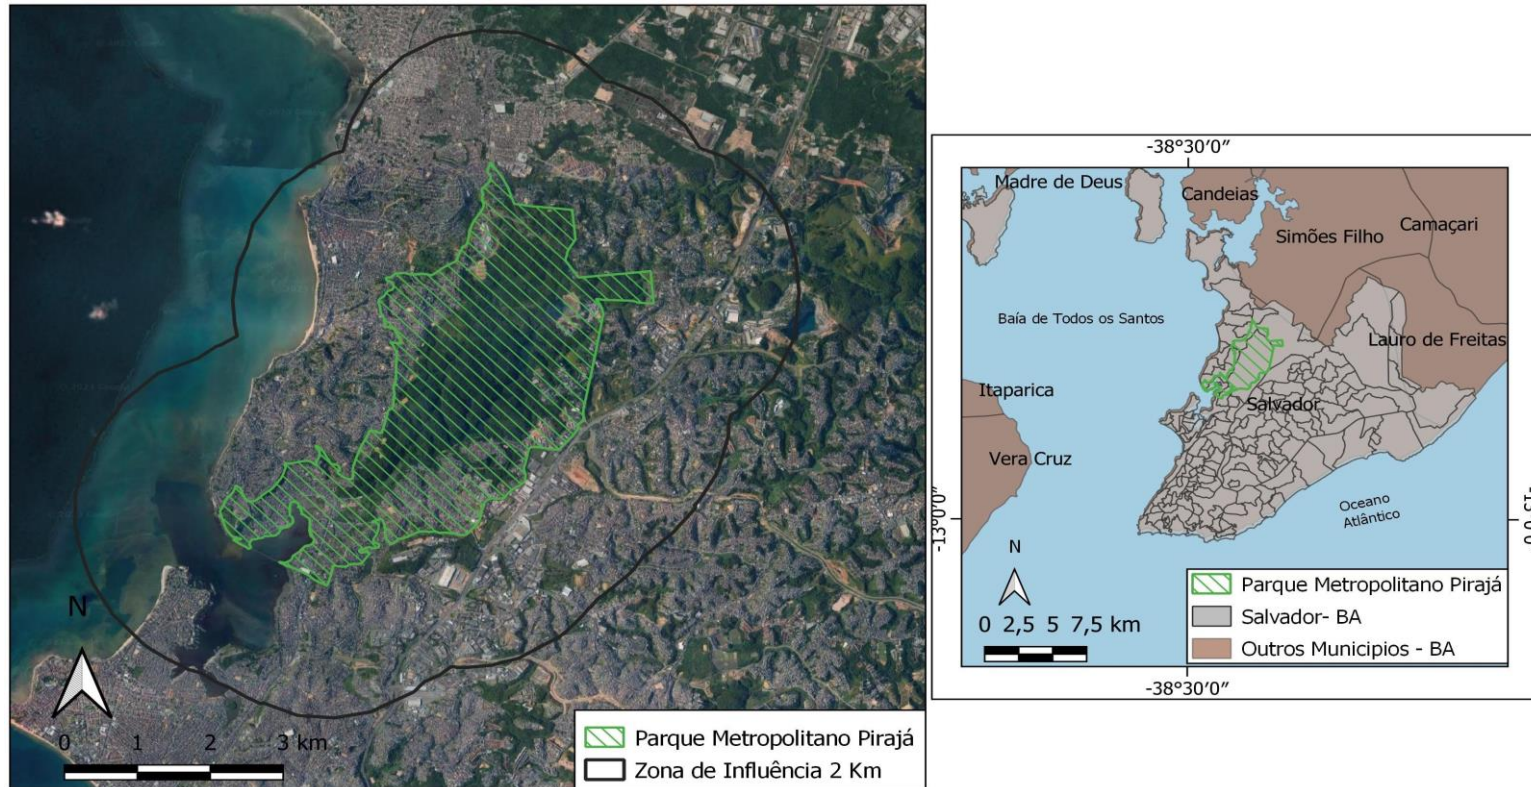 N
0 1 2 3 km
Parque Metropolitano Pirajá
Zona de Influência 2 Km
-38°30′0″
Madre de Deus
Candeias
Camaçari
Simões Filho
Baía de Todos os Santos
Lauro de Freitas
Itaparica
Salvador
Vera Cruz
Oceano
Atlântico
-13°0′0″
N
0 2,5 5 7,5 km
Parque Metropolitano Pirajá
Salvador- BA
Outros Municipios - BA
-38°30′0″